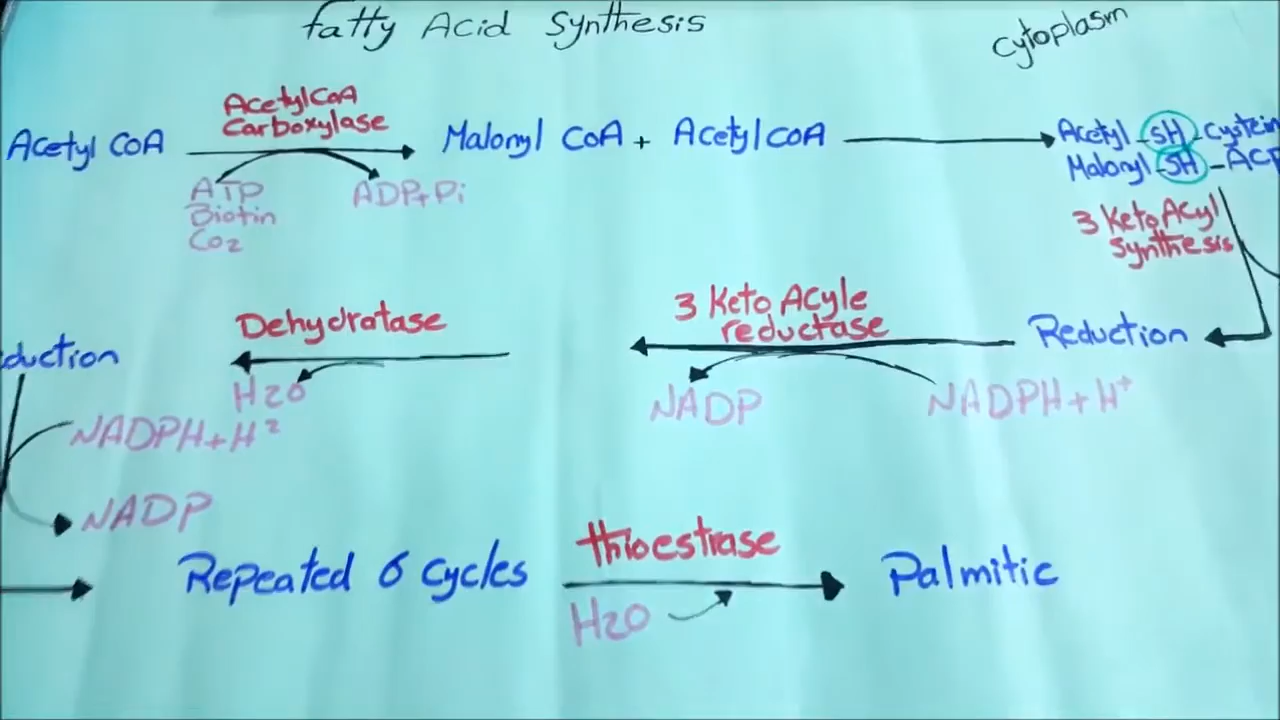 fatty Acid Synthesis
Cytoplasm
Acetyl CoA
AcetylCoA
Carboxylase
ATP
Biotin
Co2
ADP+Pi
Malonyl CoA + AcetylCOA
Acetyl-SH-Cystein
Malonyl-SH-ACP
3 Keto ACyl
Synthesis
Reduction
3 Keto ACyle
reductase
NADPH+H+
NADP
Dehydratase
H2O
duction
NADPH+H2
NADP
Repeated 6 Cycles
thioestrase
H2O
Palmitic